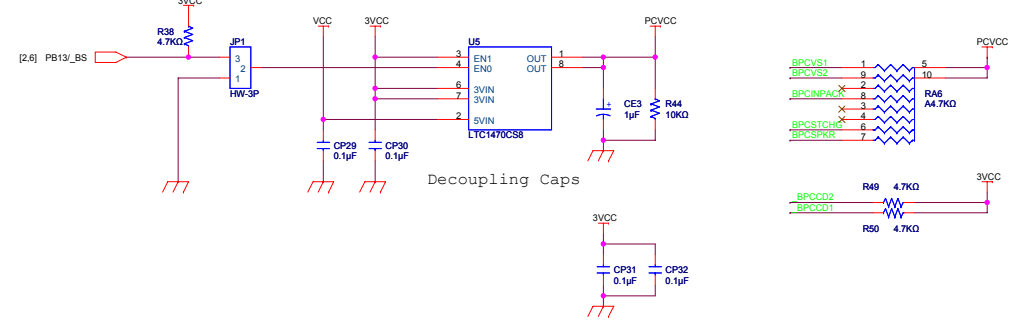 3VCC
R38
4.7KΩ
[2,6] PB13/_BS
JP1
3
2
1
HW-3P
VCC
3VCC
U5
3 EN1
4 EN0
6 3VIN
7 3VIN
2 5VIN
OUT 1
OUT 8
LTC1470CS8
PCVCC
CE3
1µF
+
R44
10KΩ
CP29
0.1µF
CP30
0.1µF
Decoupling Caps
3VCC
CP31
0.1µF
CP32
0.1µF
PCVCC
BPCVS1 1 5
BPCVS2 9 10
2
BPCINPACK 8
3
4
BPCSTCHG 6
BPCSPKR 7
RA6
A4.7KΩ
3VCC
R49 4.7KΩ
BPCCD2
BPCCD1
R50 4.7KΩ